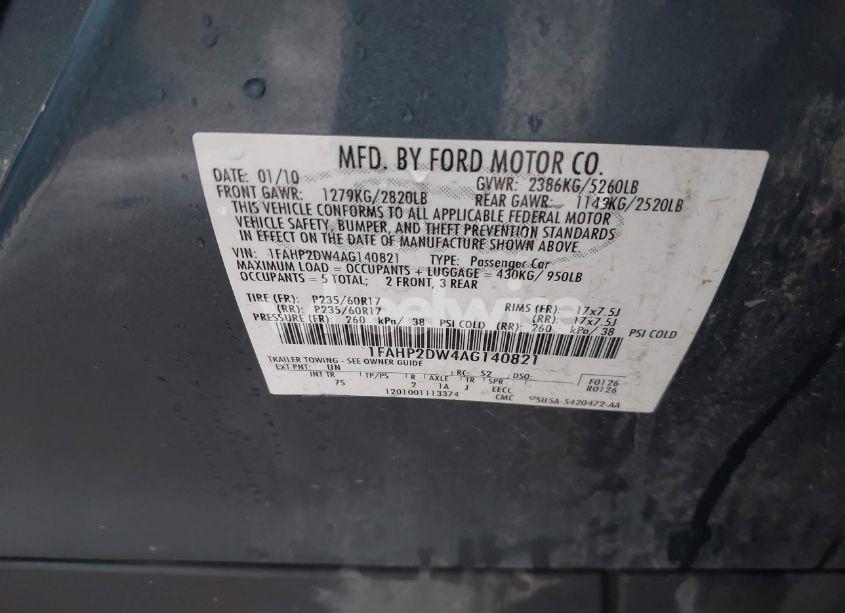 MFD. BY FORD MOTOR CO.
DATE: 01/10 GVWR: 2386KG/5260LB
FRONT GAWR: 1279KG/2820LB REAR GAWR: 1143KG/2520LB
THIS VEHICLE CONFORMS TO ALL APPLICABLE FEDERAL MOTOR
VEHICLE SAFETY, BUMPER, AND THEFT PREVENTION STANDARDS
IN EFFECT ON THE DATE OF MANUFACTURE SHOWN ABOVE.
VIN: 1FAHP2DW4AG140821 TYPE: Passenger Car
MAXIMUM LOAD = OCCUPANTS + LUGGAGE = 430KG/ 950LB
OCCUPANTS = 5 TOTAL; 2 FRONT, 3 REAR
TIRE (FR): P235/60R17 RIMS (FR): 17x7.5J
(RR): P235/60R17 (RR): 17x7.5J
PRESSURE (FR): 260 kPa/ 38 PSI COLD (RR): 260 kPa/38 PSI COLD
1FAHP2DW4AG140821
TRAILER TOWING - SEE OWNER GUIDE
EXT PNT: UN RC: 52 DSO: F0126
INT TR TP/PS R AXLE TR SPR R0126
75 2 1A J EECC
1201001113374 CMC 5U5A-5420472-AA